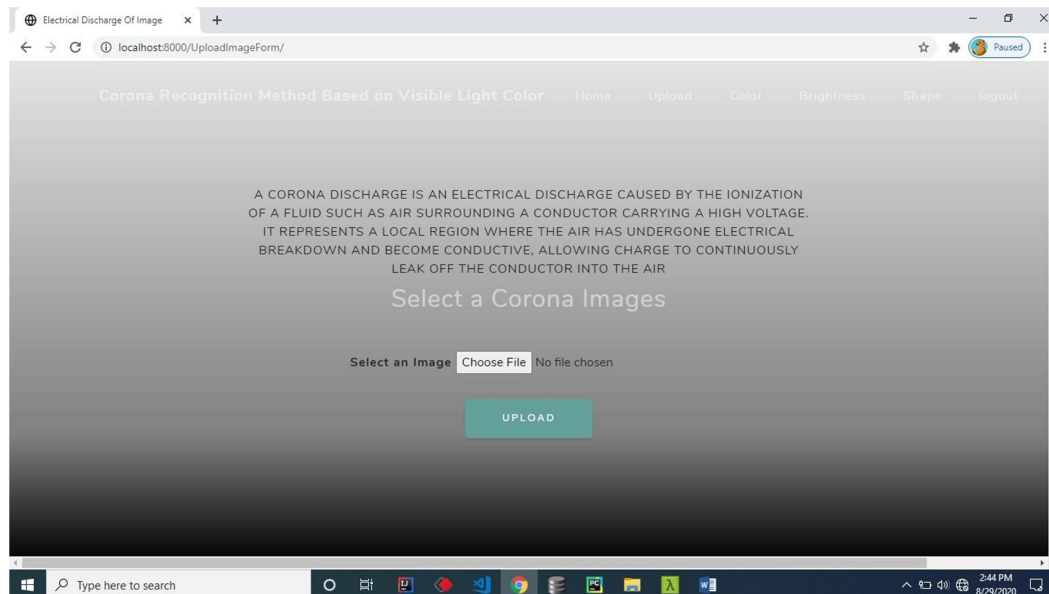 Electrical Discharge Of Image
localhost:8000/UploadImageForm/
Paused
Corona Recognition Method Based on Visible Light Color Home Upload Color Brightness Shape logout
A CORONA DISCHARGE IS AN ELECTRICAL DISCHARGE CAUSED BY THE IONIZATION
OF A FLUID SUCH AS AIR SURROUNDING A CONDUCTOR CARRYING A HIGH VOLTAGE.
IT REPRESENTS A LOCAL REGION WHERE THE AIR HAS UNDERGONE ELECTRICAL
BREAKDOWN AND BECOME CONDUCTIVE, ALLOWING CHARGE TO CONTINUOUSLY
LEAK OFF THE CONDUCTOR INTO THE AIR
Select a Corona Images
Select an Image Choose File No file chosen
UPLOAD
Type here to search
IJ
PC
λ
W
2:44 PM
8/29/2020